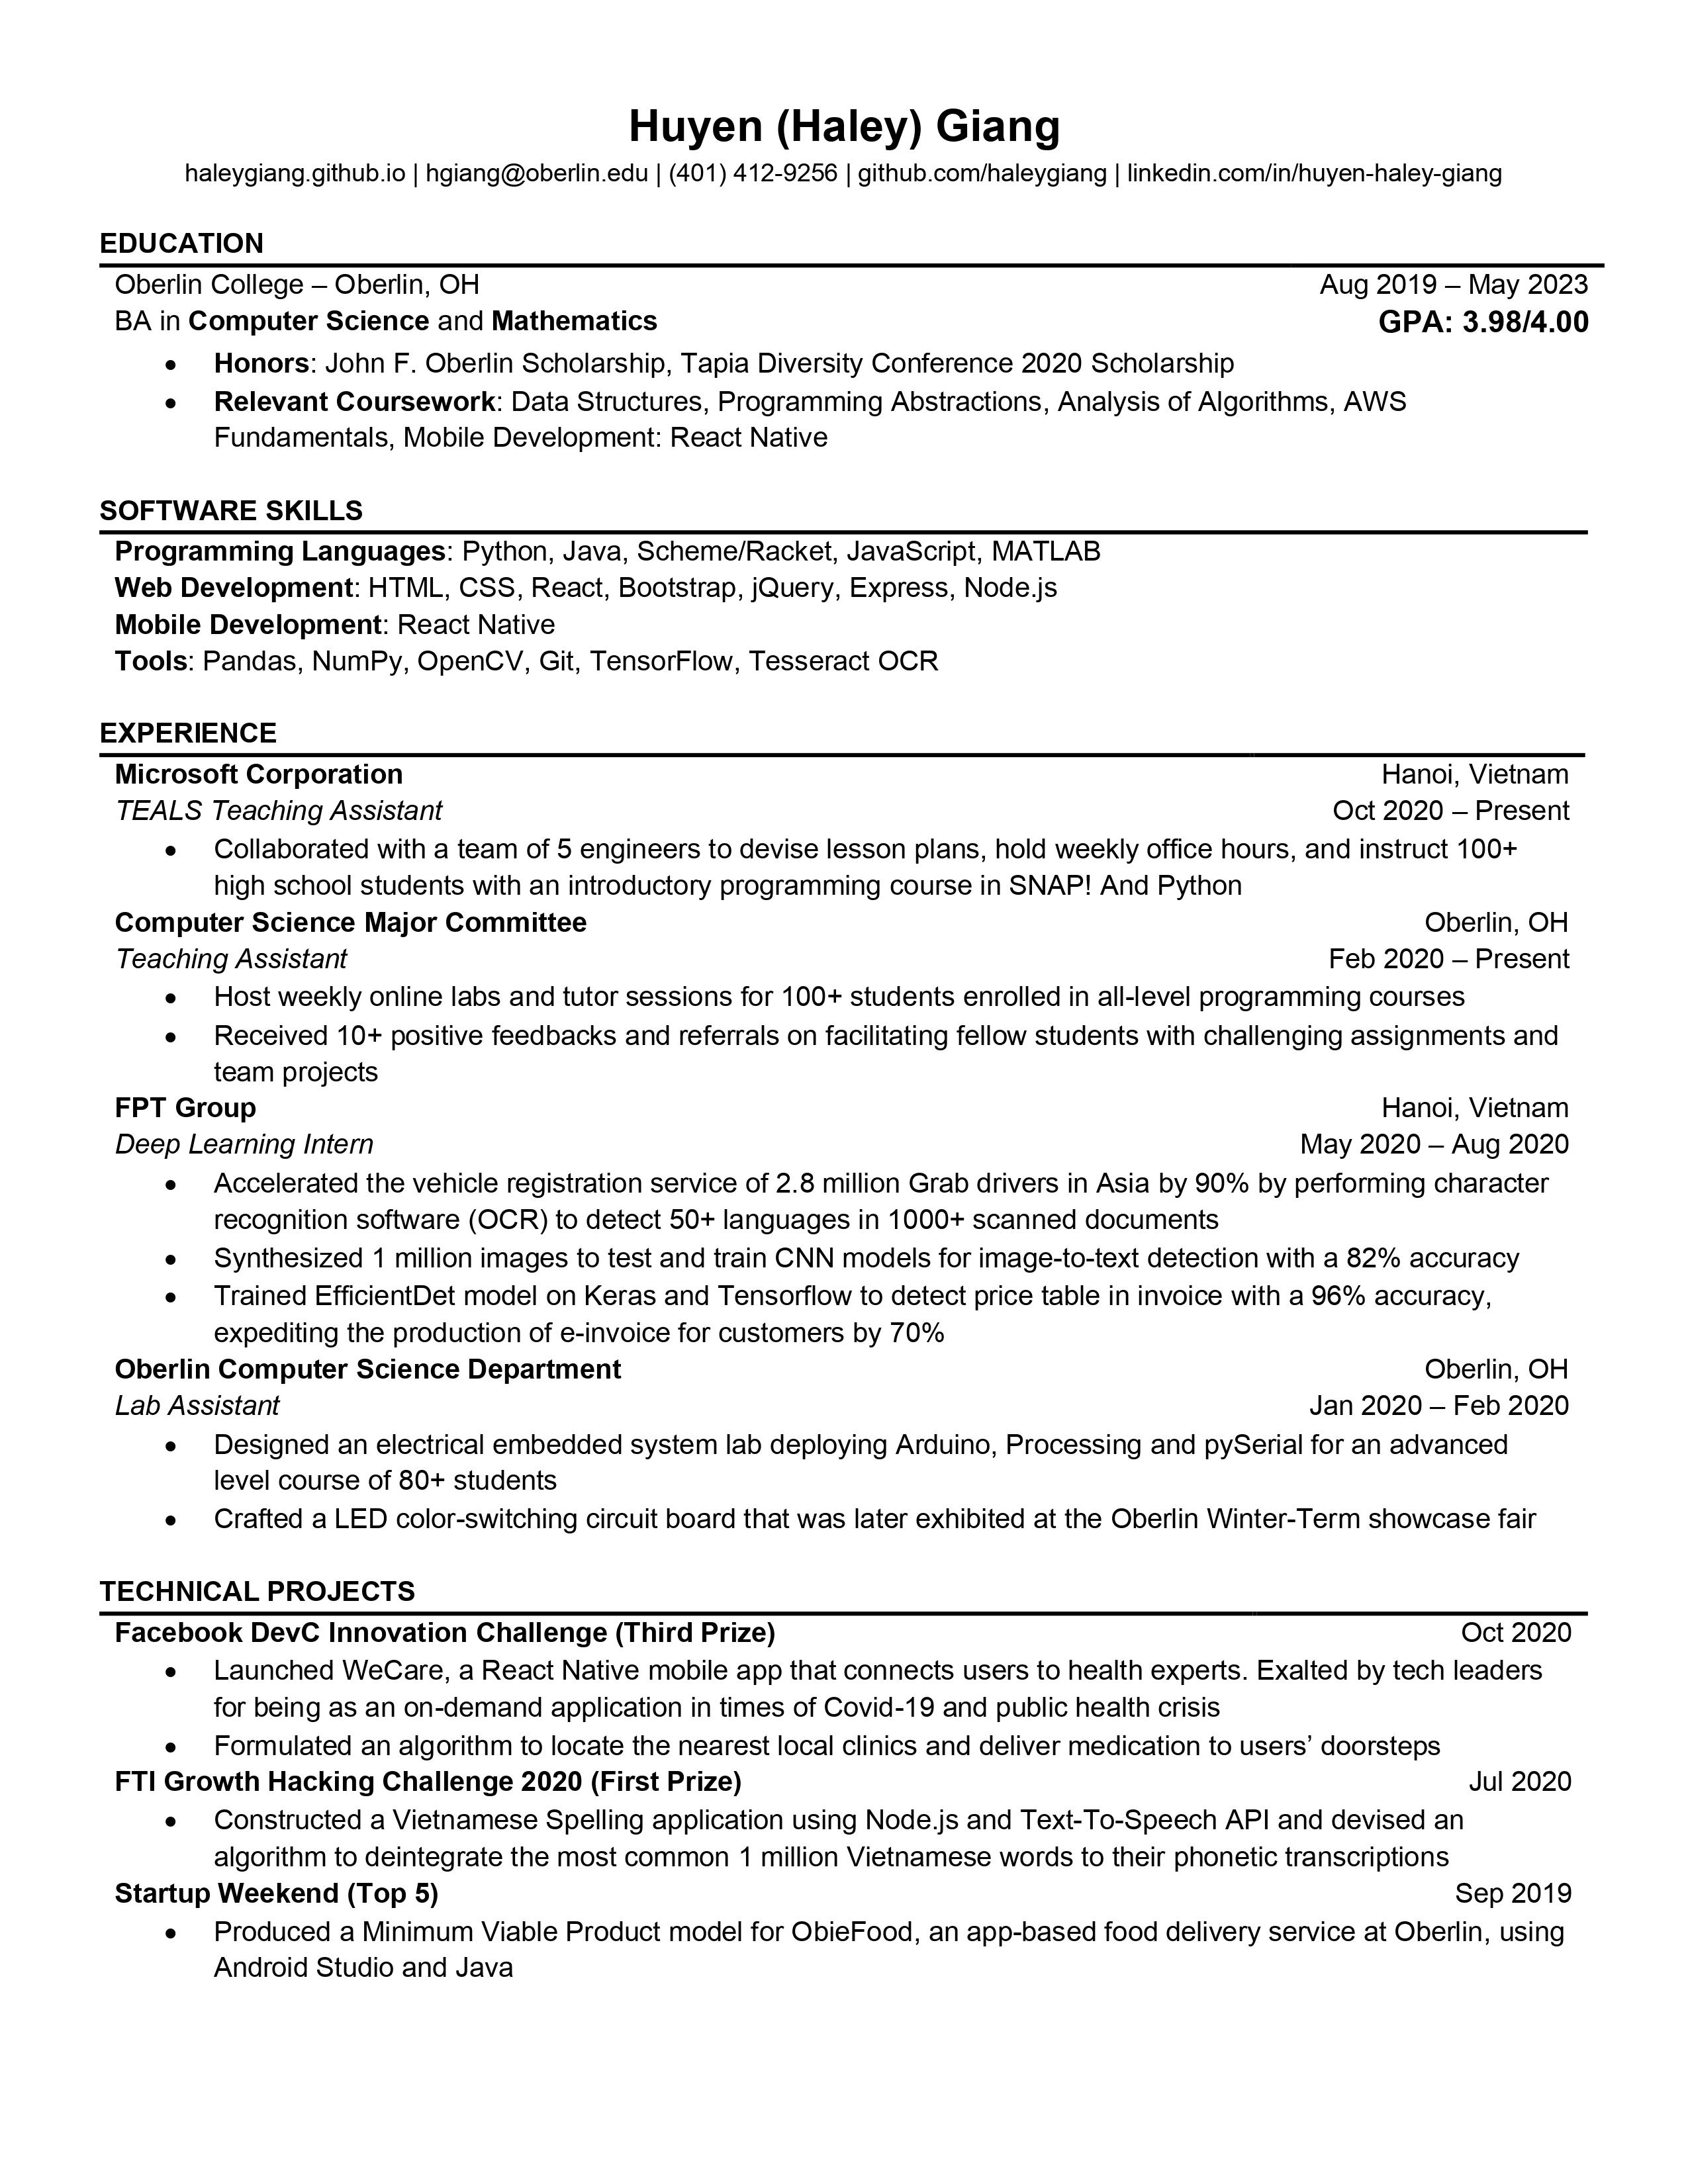 Huyen (Haley) Giang
haleygiang.github.io | hgiang@oberlin.edu | (401) 412-9256 | github.com/haleygiang | linkedin.com/in/huyen-haley-giang
EDUCATION
Oberlin College – Oberlin, OH Aug 2019 – May 2023
BA in Computer Science and Mathematics GPA: 3.98/4.00
• Honors: John F. Oberlin Scholarship, Tapia Diversity Conference 2020 Scholarship
• Relevant Coursework: Data Structures, Programming Abstractions, Analysis of Algorithms, AWS
Fundamentals, Mobile Development: React Native
SOFTWARE SKILLS
Programming Languages: Python, Java, Scheme/Racket, JavaScript, MATLAB
Web Development: HTML, CSS, React, Bootstrap, jQuery, Express, Node.js
Mobile Development: React Native
Tools: Pandas, NumPy, OpenCV, Git, TensorFlow, Tesseract OCR
EXPERIENCE
Microsoft Corporation Hanoi, Vietnam
TEALS Teaching Assistant Oct 2020 – Present
• Collaborated with a team of 5 engineers to devise lesson plans, hold weekly office hours, and instruct 100+
high school students with an introductory programming course in SNAP! And Python
Computer Science Major Committee Oberlin, OH
Teaching Assistant Feb 2020 – Present
• Host weekly online labs and tutor sessions for 100+ students enrolled in all-level programming courses
• Received 10+ positive feedbacks and referrals on facilitating fellow students with challenging assignments and
team projects
FPT Group Hanoi, Vietnam
Deep Learning Intern May 2020 – Aug 2020
• Accelerated the vehicle registration service of 2.8 million Grab drivers in Asia by 90% by performing character
recognition software (OCR) to detect 50+ languages in 1000+ scanned documents
• Synthesized 1 million images to test and train CNN models for image-to-text detection with a 82% accuracy
• Trained EfficientDet model on Keras and Tensorflow to detect price table in invoice with a 96% accuracy,
expediting the production of e-invoice for customers by 70%
Oberlin Computer Science Department Oberlin, OH
Lab Assistant Jan 2020 – Feb 2020
• Designed an electrical embedded system lab deploying Arduino, Processing and pySerial for an advanced
level course of 80+ students
• Crafted a LED color-switching circuit board that was later exhibited at the Oberlin Winter-Term showcase fair
TECHNICAL PROJECTS
Facebook DevC Innovation Challenge (Third Prize) Oct 2020
• Launched WeCare, a React Native mobile app that connects users to health experts. Exalted by tech leaders
for being as an on-demand application in times of Covid-19 and public health crisis
• Formulated an algorithm to locate the nearest local clinics and deliver medication to users’ doorsteps
FTI Growth Hacking Challenge 2020 (First Prize) Jul 2020
• Constructed a Vietnamese Spelling application using Node.js and Text-To-Speech API and devised an
algorithm to deintegrate the most common 1 million Vietnamese words to their phonetic transcriptions
Startup Weekend (Top 5) Sep 2019
• Produced a Minimum Viable Product model for ObieFood, an app-based food delivery service at Oberlin, using
Android Studio and Java